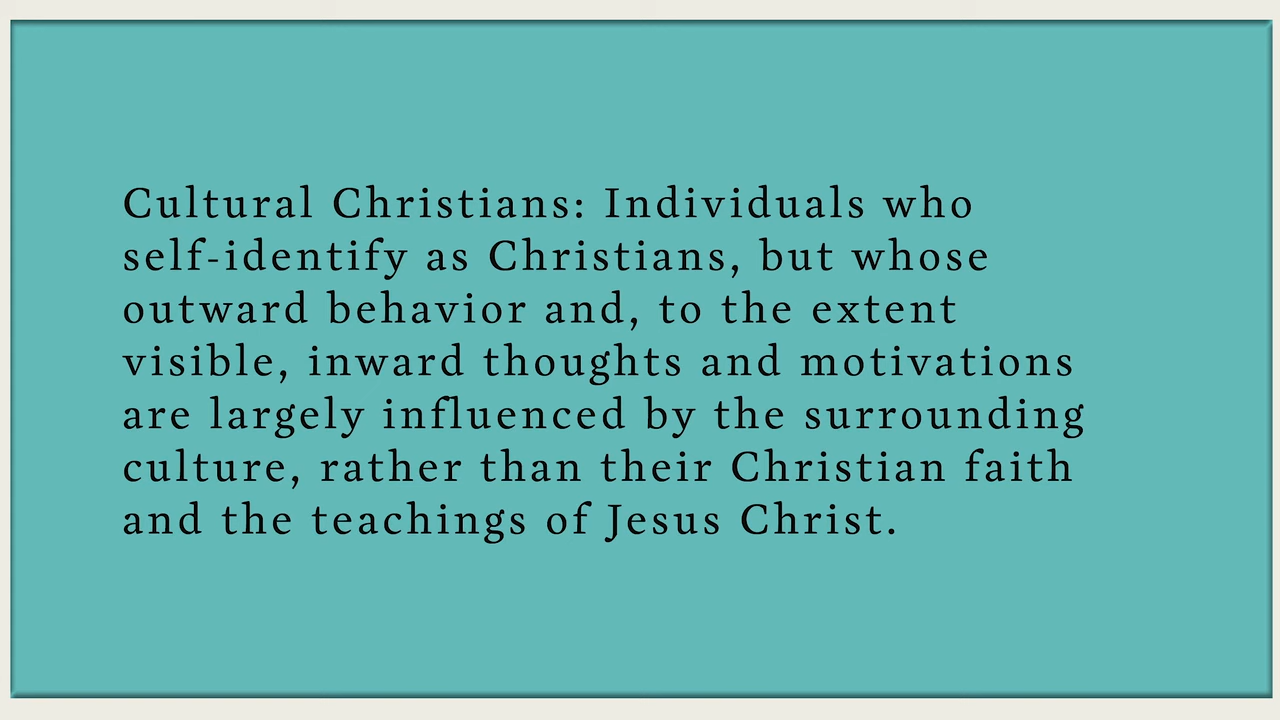 Cultural Christians: Individuals who
self-identify as Christians, but whose
outward behavior and, to the extent
visible, inward thoughts and motivations
are largely influenced by the surrounding
culture, rather than their Christian faith
and the teachings of Jesus Christ.